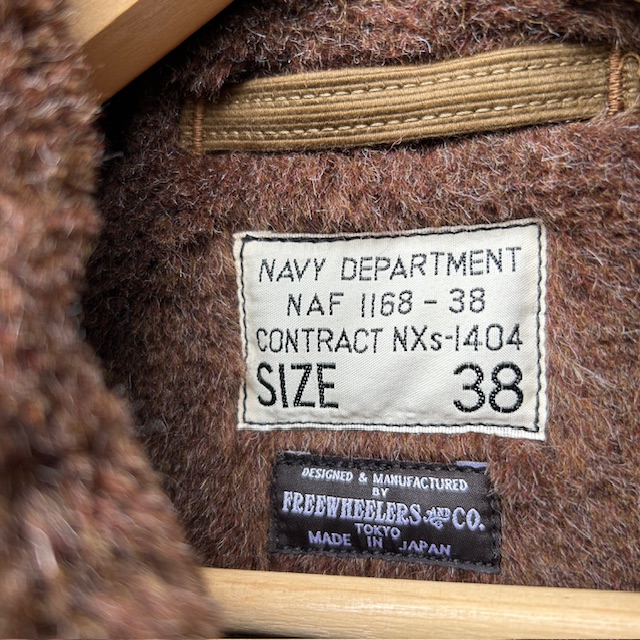 NAVY DEPARTMENT
NAF 1168-38
CONTRACT NXs-1404
SIZE 38
DESIGNED & MANUFACTURED
BY
FREEWHEELERS AND CO.
TOKYO
MADE IN JAPAN